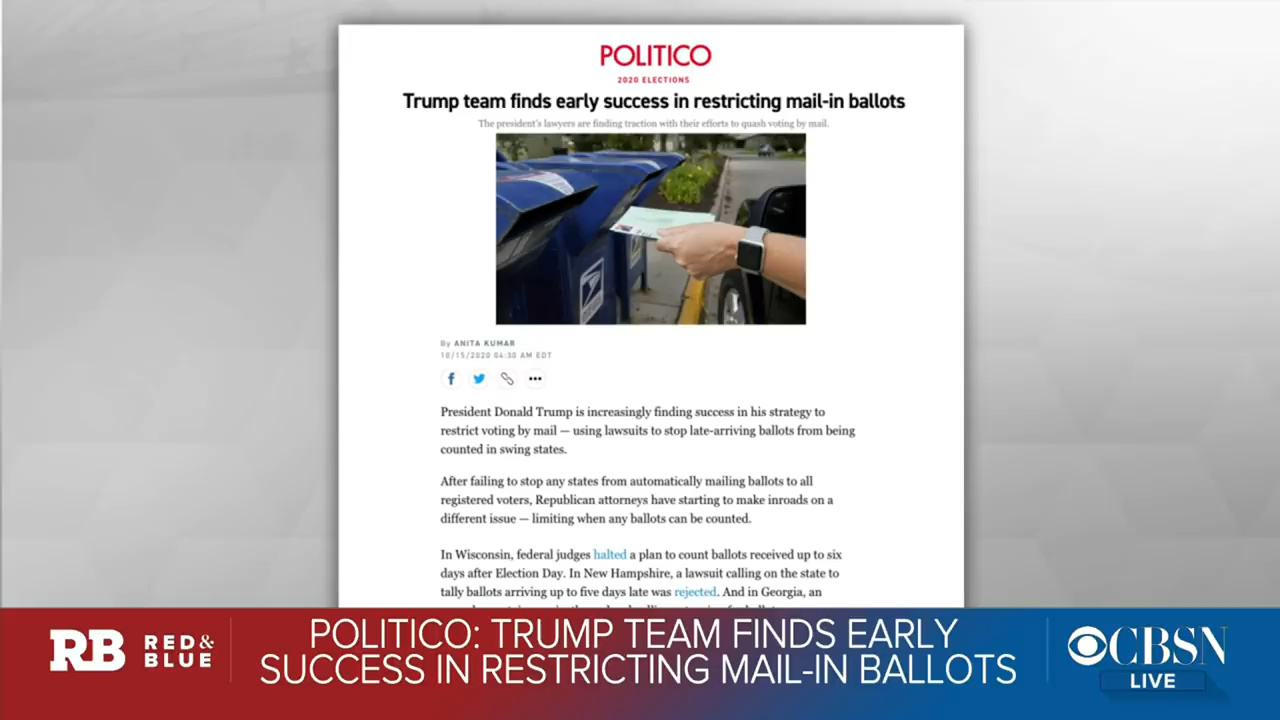 POLITICO
2020 ELECTIONS
Trump team finds early success in restricting mail-in ballots
The president's lawyers are finding traction with their efforts to quash voting by mail.
By ANITA KUMAR
10/15/2020 04:30 AM EDT
President Donald Trump is increasingly finding success in his strategy to
restrict voting by mail — using lawsuits to stop late-arriving ballots from being
counted in swing states.
After failing to stop any states from automatically mailing ballots to all
registered voters, Republican attorneys have starting to make inroads on a
different issue — limiting when any ballots can be counted.
In Wisconsin, federal judges halted a plan to count ballots received up to six
days after Election Day. In New Hampshire, a lawsuit calling on the state to
tally ballots arriving up to five days late was rejected. And in Georgia, an
RB RED &
BLUE
POLITICO: TRUMP TEAM FINDS EARLY
SUCCESS IN RESTRICTING MAIL-IN BALLOTS
CBSN
LIVE